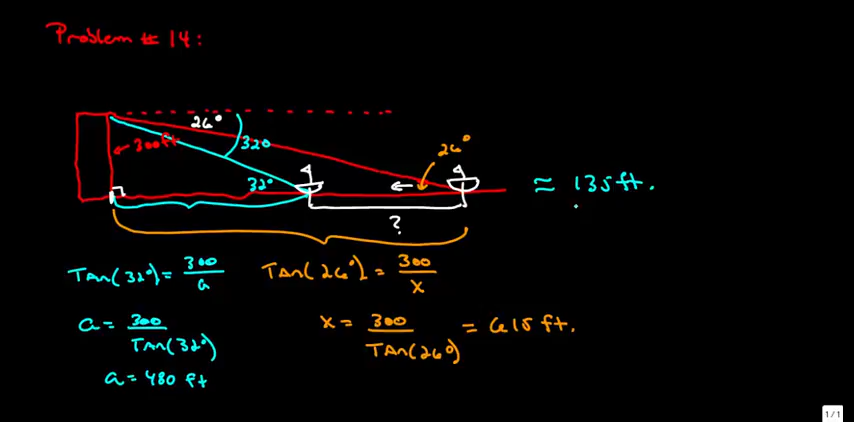 Problem # 14:
26°
320
26°
← 300ft
32°
≈ 135 ft.
?
Tan(32°) = 300/a
Tan(26°) = 300/x
a = 300/Tan(32°)
x = 300/Tan(26°) = 615 ft.
a = 480 ft
1/1